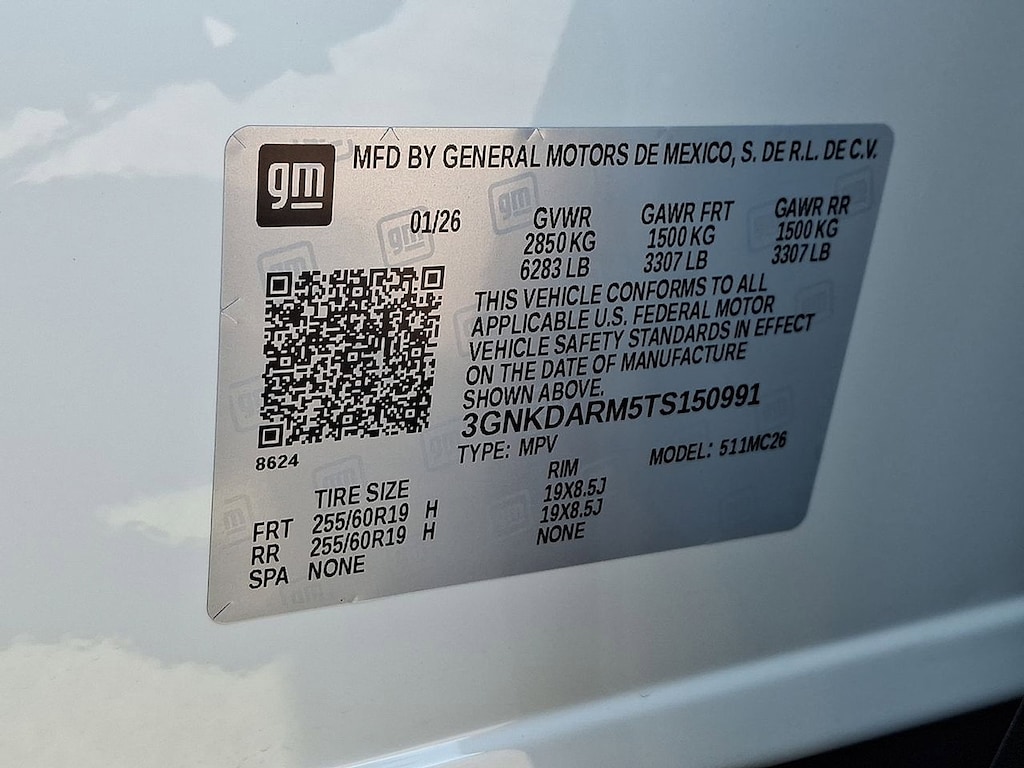 gm MFD BY GENERAL MOTORS DE MEXICO, S. DE R.L. DE C.V.
01/26 GVWR GAWR FRT GAWR RR
2850 KG 1500 KG 1500 KG
6283 LB 3307 LB 3307 LB
THIS VEHICLE CONFORMS TO ALL
APPLICABLE U.S. FEDERAL MOTOR
VEHICLE SAFETY STANDARDS IN EFFECT
ON THE DATE OF MANUFACTURE
SHOWN ABOVE.
3GNKDARM5TS150991
8624 TYPE: MPV MODEL: 511MC26
TIRE SIZE RIM
FRT 255/60R19 H 19X8.5J
RR 255/60R19 H 19X8.5J
SPA NONE NONE